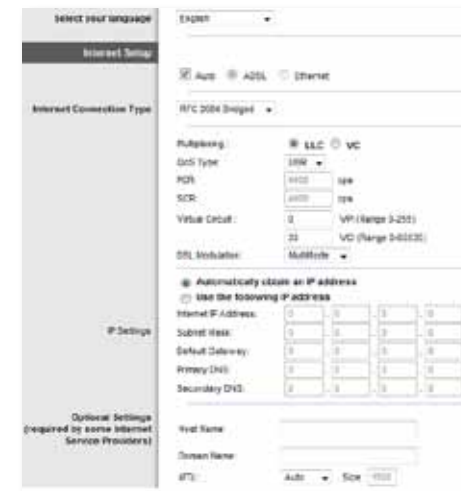 Select your language English
Internet Setup
Auto ADSL Ethernet
Internet Connection Type RFC 2684 Bridged
Multiplexing: LLC VC
QoS Type: UBR
PCR: cps
SCR: cps
Virtual Circuit: 0 VPI (Range 0-255)
VCI (Range
DSL Modulation: MultiMode
Automatically obtain an IP address
Use the following IP address
Internet IP Address: 0 . 0 . 0 . 0
IP Settings Subnet Mask: 0 . 0 . 0 . 0
Default Gateway: 0 . 0 . 0 . 0
Primary DNS: 0 . 0 . 0 . 0
Secondary DNS: 0 . 0 . 0 . 0
Optional Settings
(required by some Internet Service Providers)
Host Name:
Domain Name:
MTU: Auto Size